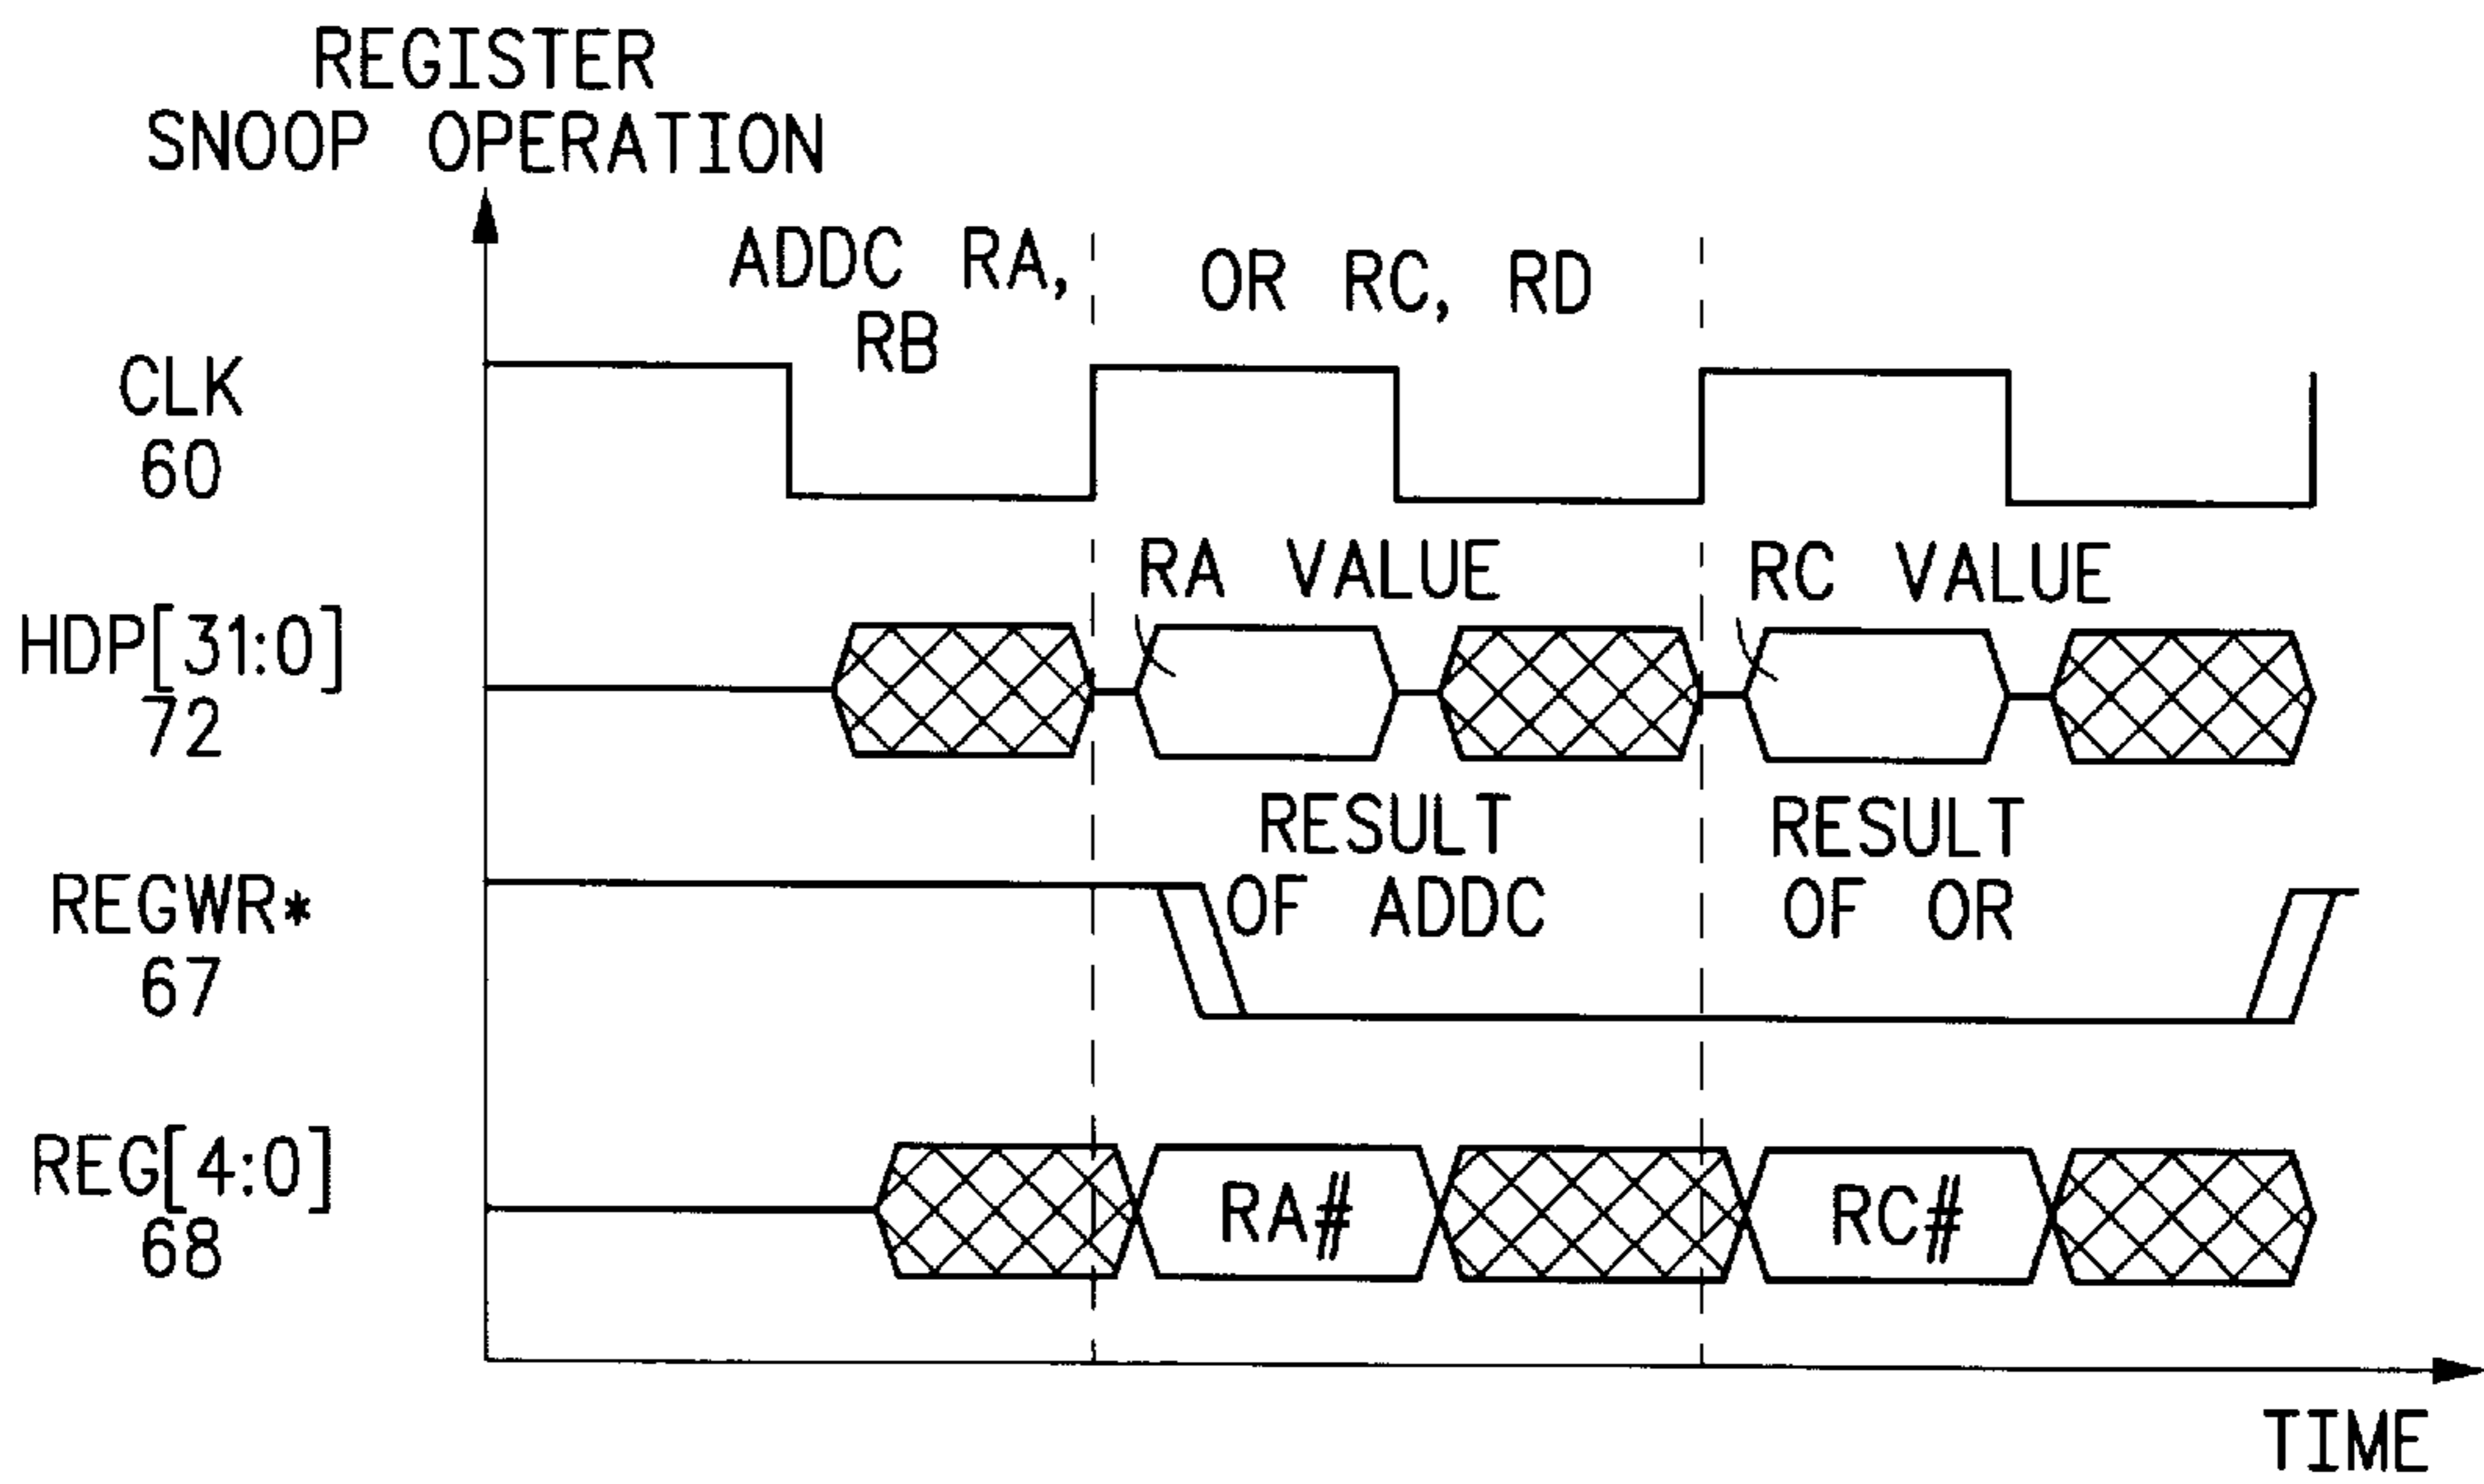 REGISTER
SNOOP OPERATION
ADDC RA,
RB
OR RC, RD
CLK
60
RA VALUE
RC VALUE
HDP[31:0]
72
RESULT
OF ADDC
RESULT
OF OR
REGWR*
67
REG[4:0]
68
RA#
RC#
TIME